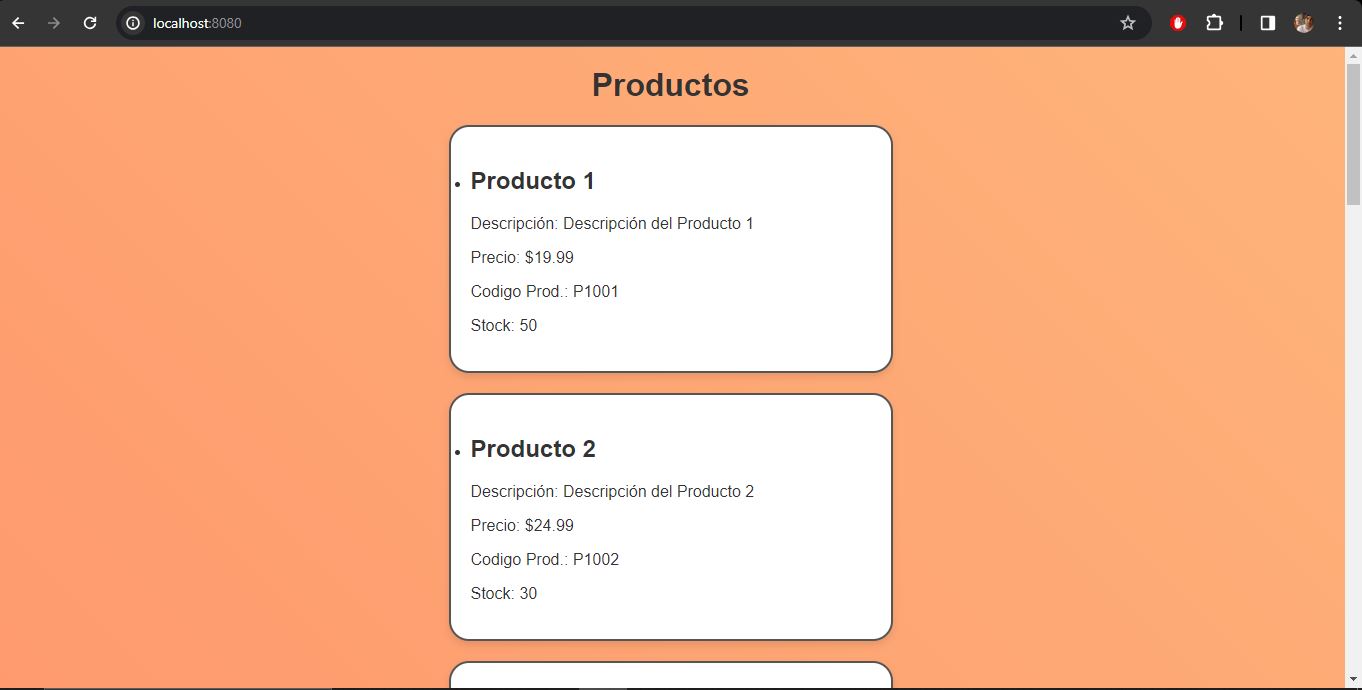 localhost:8080
Productos
Producto 1
Descripción: Descripción del Producto 1
Precio: $19.99
Codigo Prod.: P1001
Stock: 50
Producto 2
Descripción: Descripción del Producto 2
Precio: $24.99
Codigo Prod.: P1002
Stock: 30